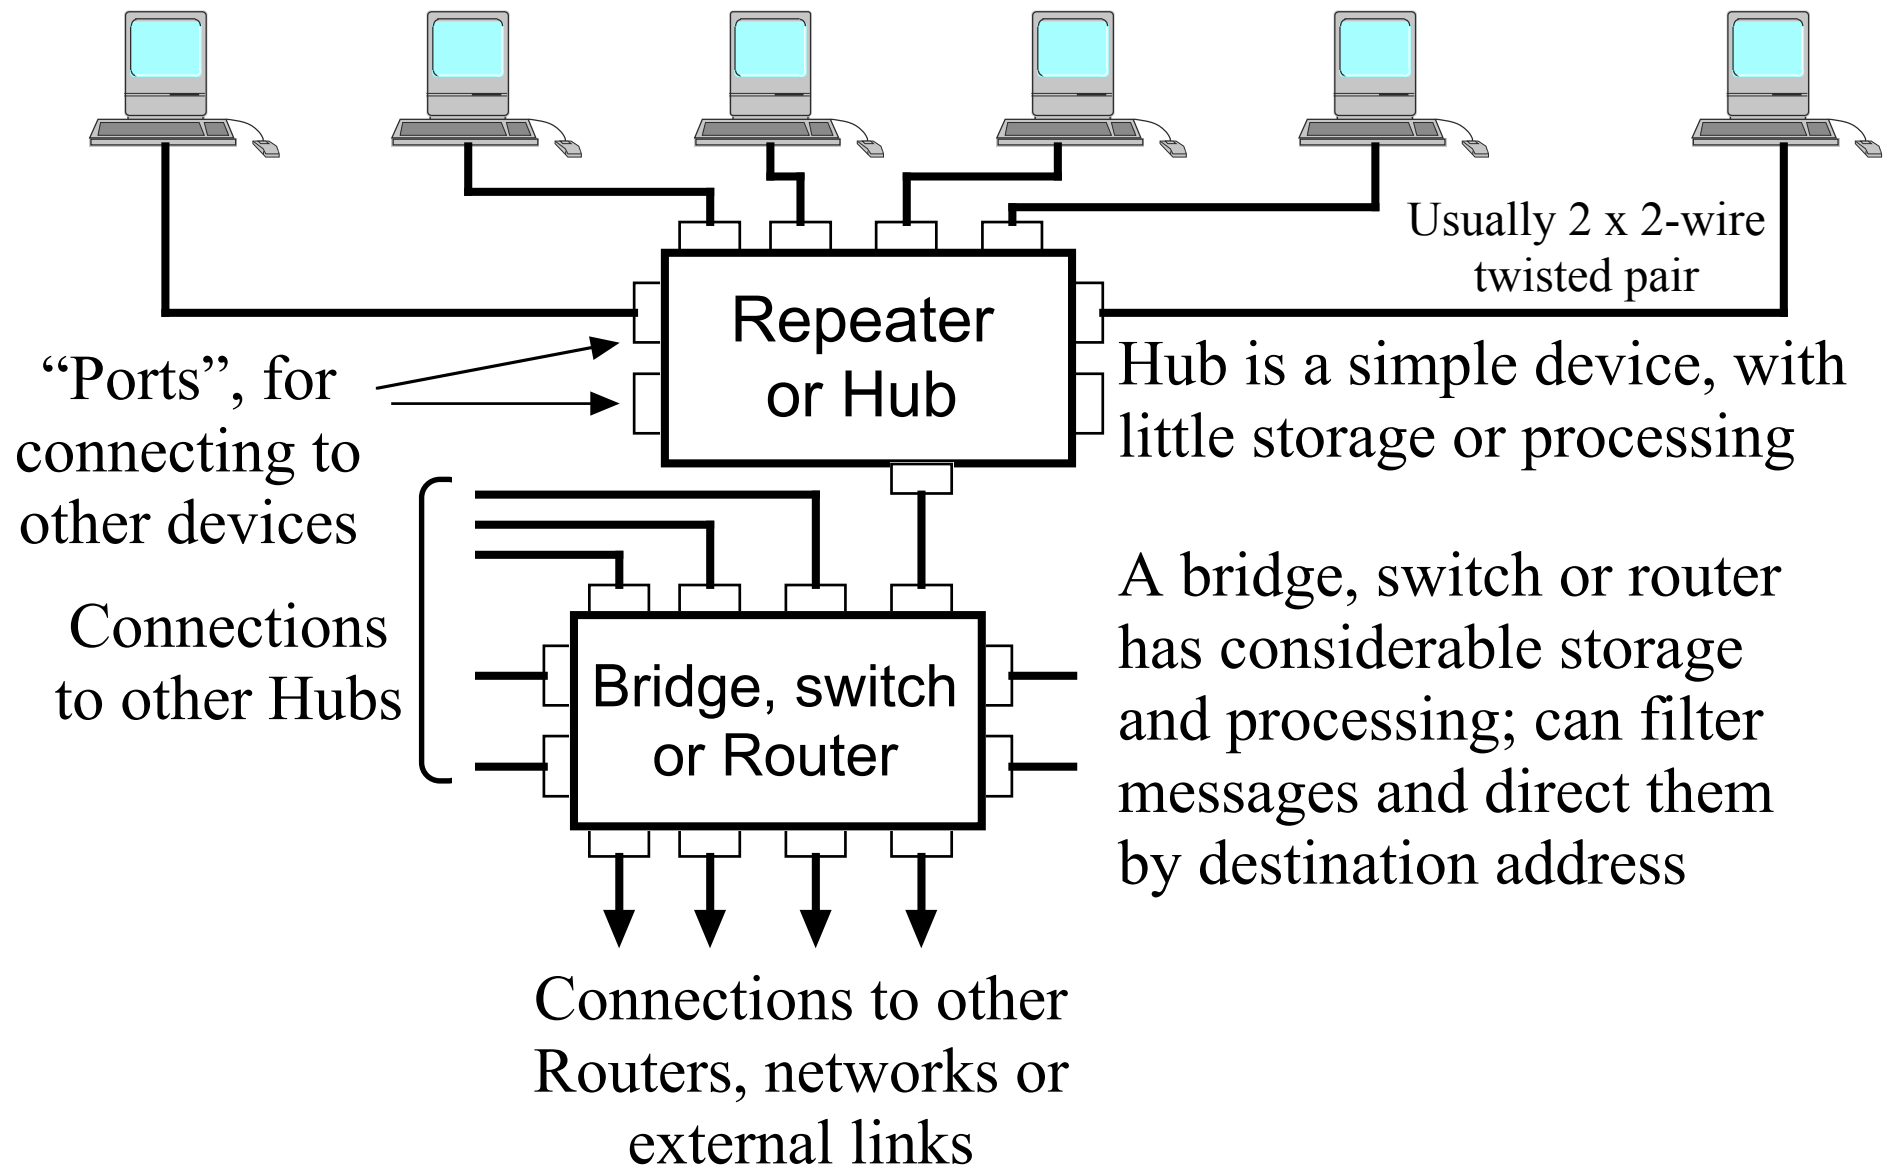 Usually 2 x 2-wire
twisted pair
Repeater
or Hub
“Ports”, for
connecting to
other devices
Hub is a simple device, with
little storage or processing
Connections
to other Hubs
Bridge, switch
or Router
A bridge, switch or router
has considerable storage
and processing; can filter
messages and direct them
by destination address
Connections to other
Routers, networks or
external links